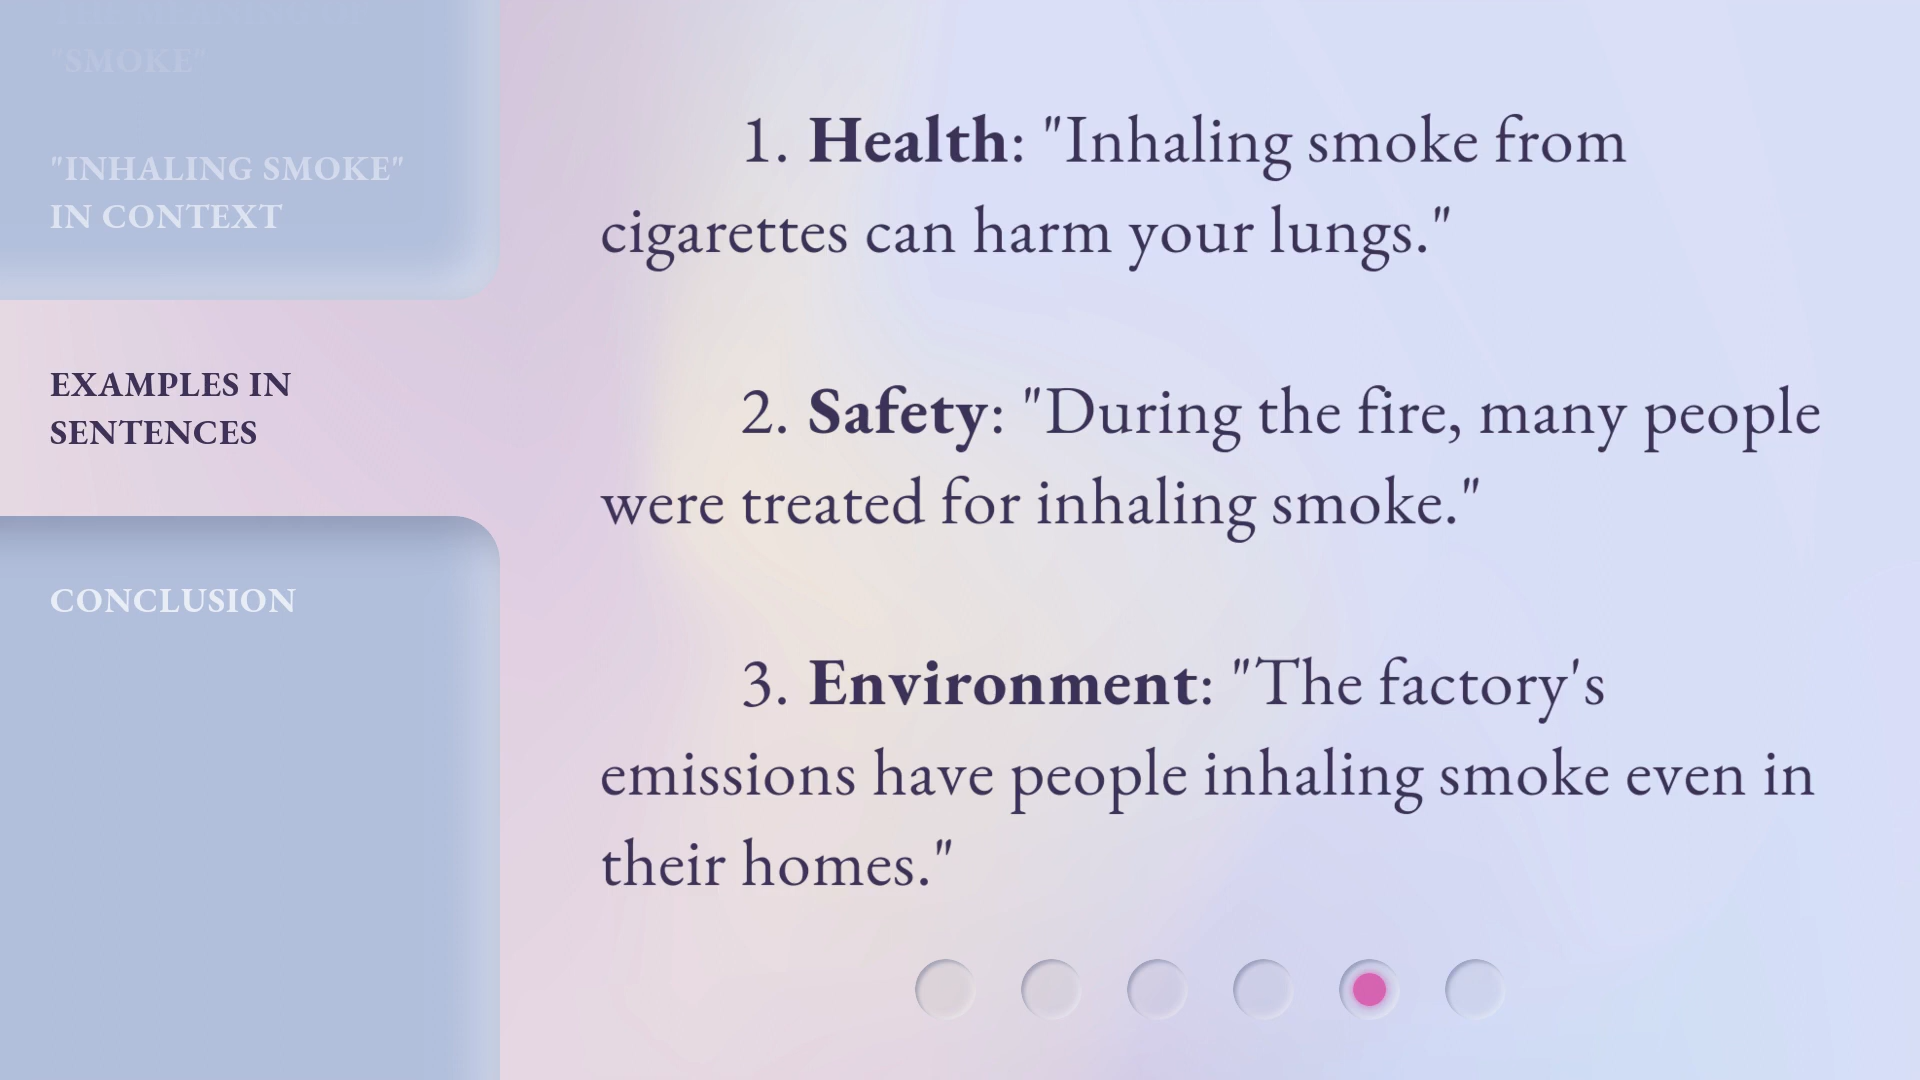 "SMOKE"
"INHALING SMOKE"
IN CONTEXT
EXAMPLES IN
SENTENCES
CONCLUSION
1. Health: "Inhaling smoke from
cigarettes can harm your lungs."
2. Safety: "During the fire, many people
were treated for inhaling smoke."
3. Environment: "The factory's
emissions have people inhaling smoke even in
their homes."